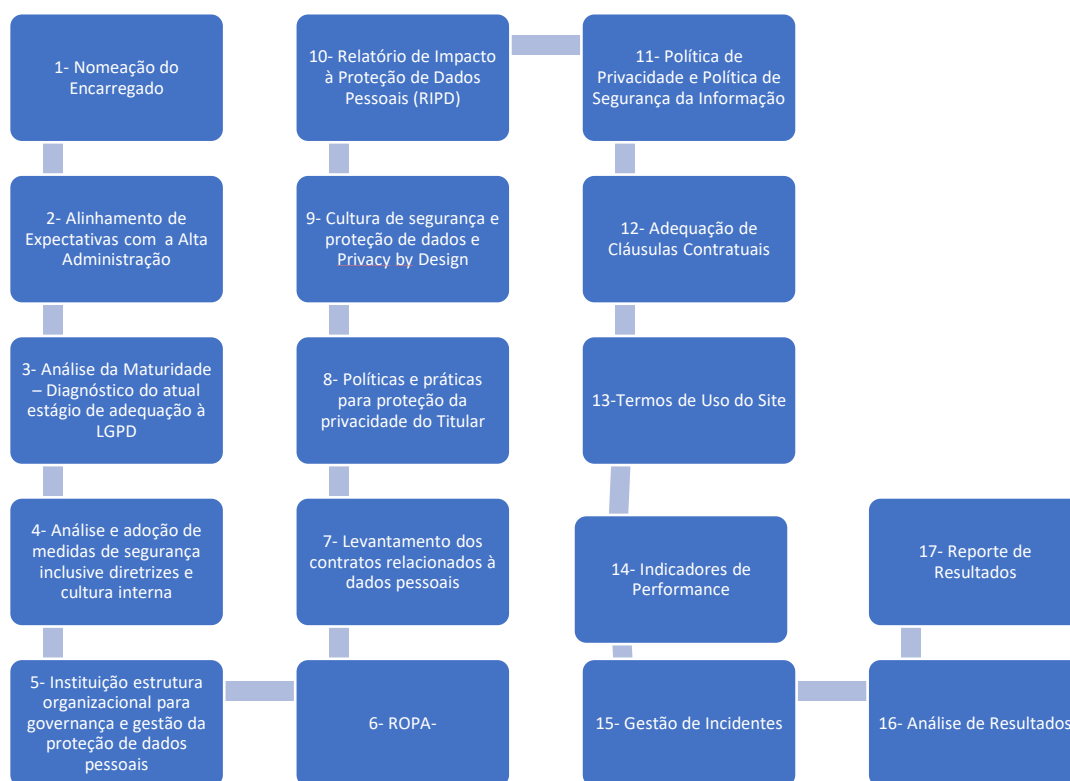 1- Nomeação do
Encarregado
2- Alinhamento de
Expectativas com a Alta
Administração
3- Análise da Maturidade
– Diagnóstico do atual
estágio de adequação à
LGPD
4- Análise e adoção de
medidas de segurança
inclusive diretrizes e
cultura interna
5- Instituição estrutura
organizacional para
governança e gestão da
proteção de dados
pessoais
6- ROPA-
7- Levantamento dos
contratos relacionados à
dados pessoais
8- Políticas e práticas
para proteção da
privacidade do Titular
9- Cultura de segurança e
proteção de dados e
Privacy by Design
10- Relatório de Impacto
à Proteção de Dados
Pessoais (RIPD)
11- Política de
Privacidade e Política de
Segurança da Informação
12- Adequação de
Cláusulas Contratuais
13-Termos de Uso do Site
14- Indicadores de
Performance
15- Gestão de Incidentes
16- Análise de Resultados
17- Reporte de
Resultados